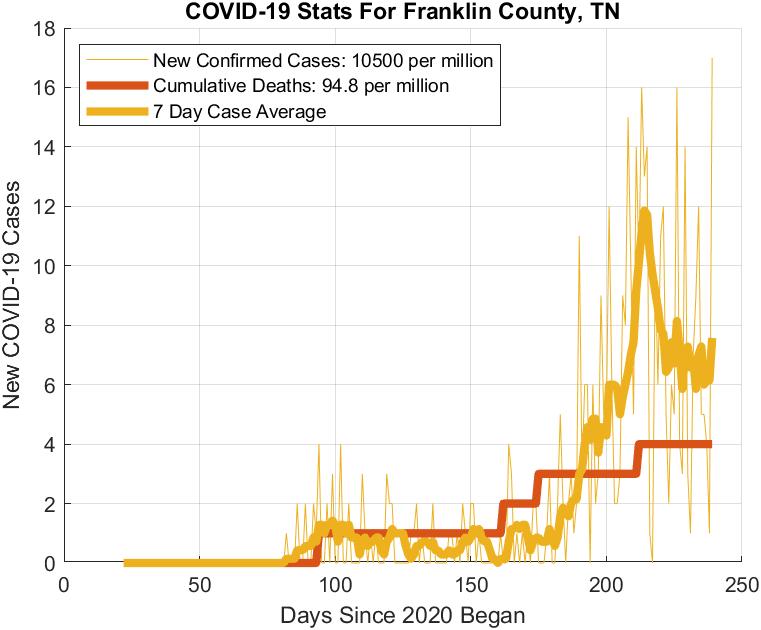 COVID-19 Stats For Franklin County, TN
New Confirmed Cases: 10500 per million
Cumulative Deaths: 94.8 per million
7 Day Case Average
New COVID-19 Cases
18
16
14
12
10
8
6
4
2
0
0 50 100 150 200 250
Days Since 2020 Began